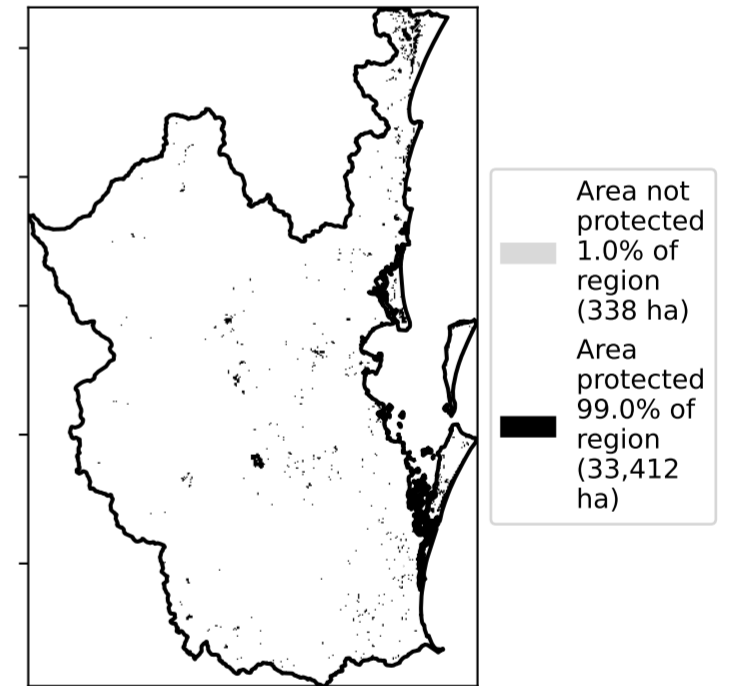 Area not
protected
1.0% of
region
(338 ha)
Area
protected
99.0% of
region
(33,412
ha)